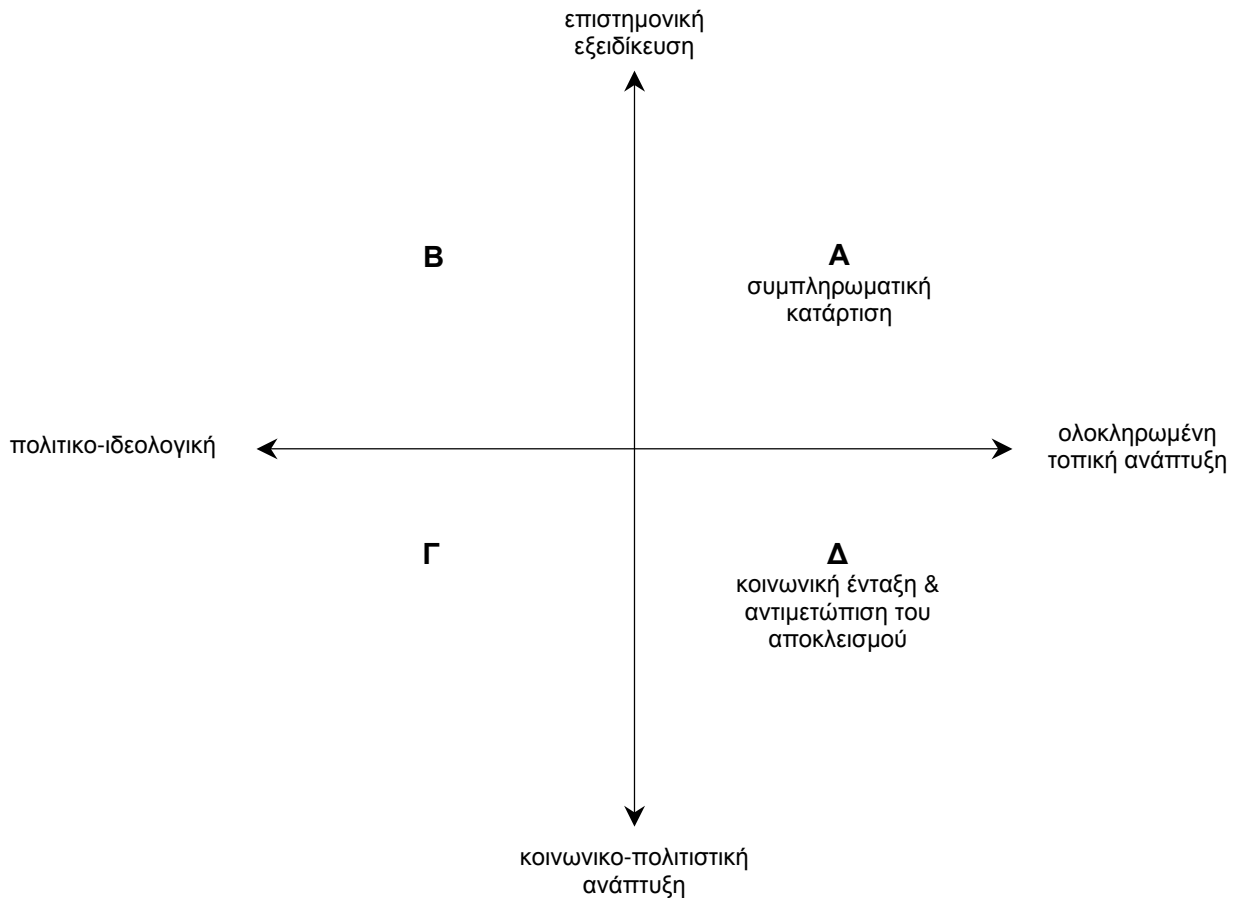 επιστημονική
εξειδίκευση
Β
Α
συμπληρωματική
κατάρτιση
πολιτικο-ιδεολογική
ολοκληρωμένη
τοπική ανάπτυξη
Γ
Δ
κοινωνική ένταξη &
αντιμετώπιση του
αποκλεισμού
κοινωνικο-πολιτιστική
ανάπτυξη